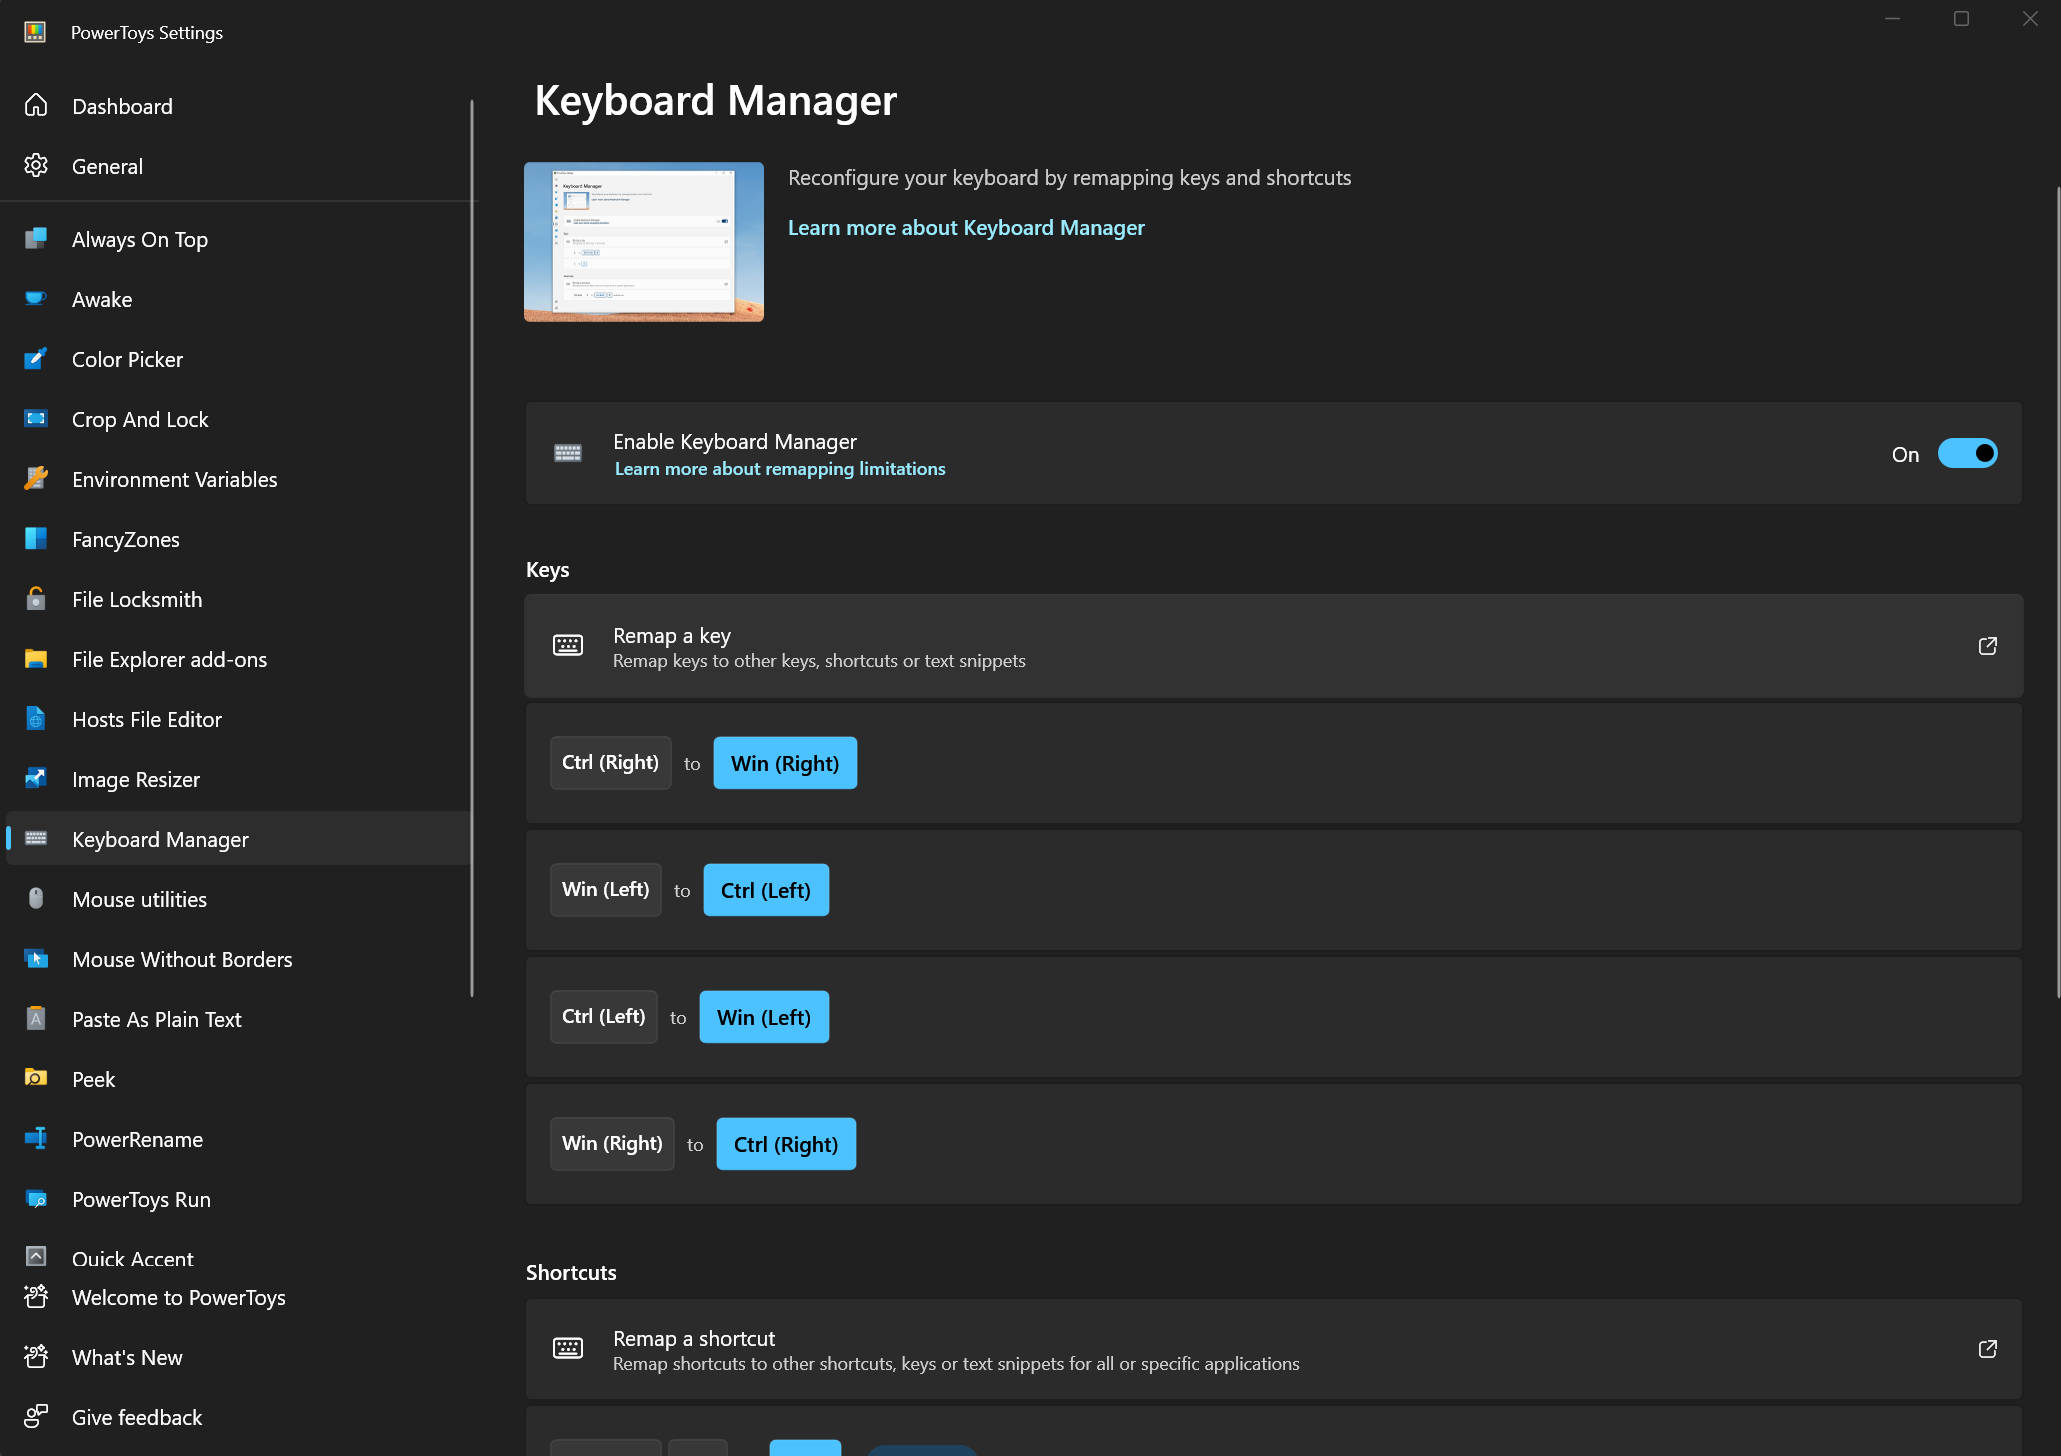 PowerToys Settings
Dashboard
General
Always On Top
Awake
Color Picker
Crop And Lock
Environment Variables
FancyZones
File Locksmith
File Explorer add-ons
Hosts File Editor
Image Resizer
Keyboard Manager
Mouse utilities
Mouse Without Borders
Paste As Plain Text
Peek
PowerRename
PowerToys Run
Quick Accent
Welcome to PowerToys
What's New
Give feedback
Keyboard Manager
Keyboard Manager
Reconfigure your keyboard by remapping keys and shortcuts
Learn more about Keyboard Manager
Enable Keyboard Manager
Learn more about remapping limitations
On
Keys
Remap a key
Remap keys to other keys, shortcuts or text snippets
Ctrl (Right) to Win (Right)
Win (Left) to Ctrl (Left)
Ctrl (Left) to Win (Left)
Win (Right) to Ctrl (Right)
Shortcuts
Remap a shortcut
Remap shortcuts to other shortcuts, keys or text snippets for all or specific applications